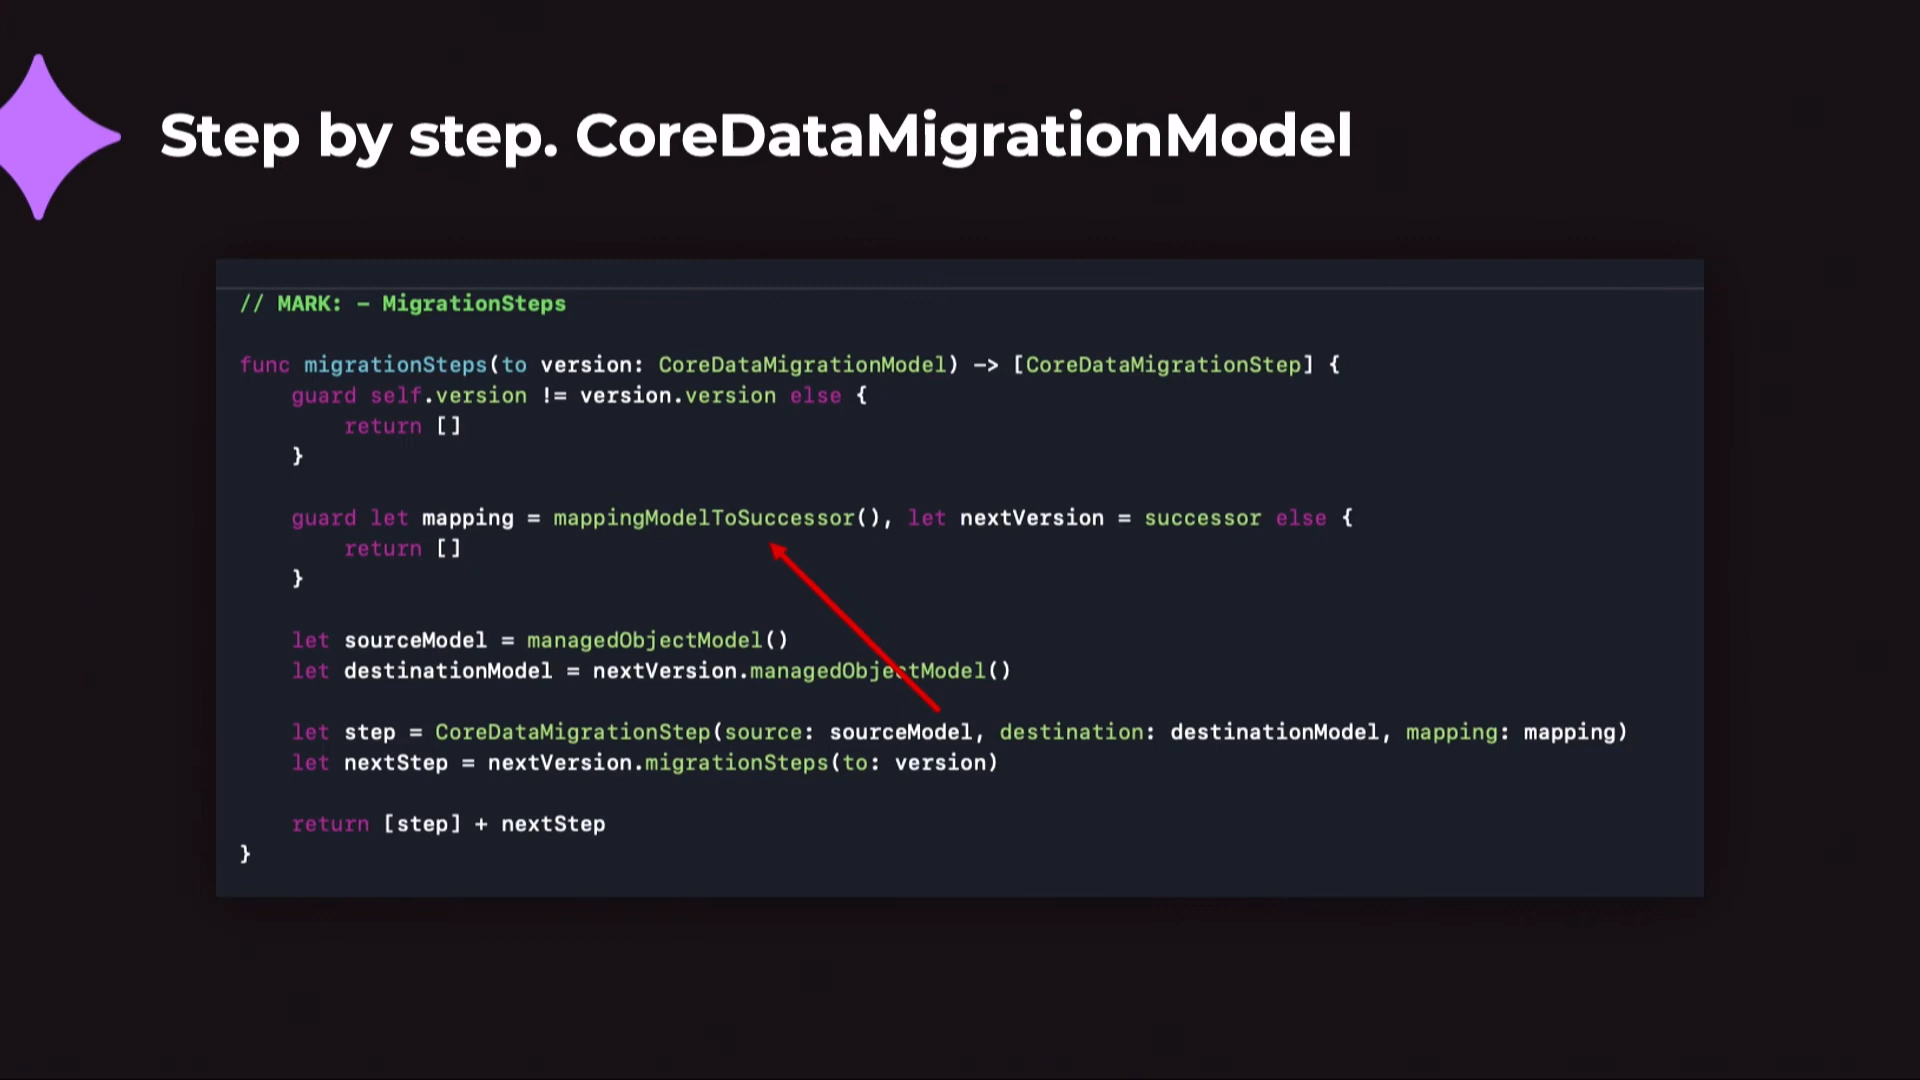 Step by step. CoreDataMigrationModel
// MARK: - MigrationSteps
func migrationSteps(to version: CoreDataMigrationModel) -> [CoreDataMigrationStep] {
guard self.version != version.version else {
return []
}
guard let mapping = mappingModelToSuccessor(), let nextVersion = successor else {
return []
}
let sourceModel = managedObjectModel()
let destinationModel = nextVersion.managedObjectModel()
let step = CoreDataMigrationStep(source: sourceModel, destination: destinationModel, mapping: mapping)
let nextStep = nextVersion.migrationSteps(to: version)
return [step] + nextStep
}